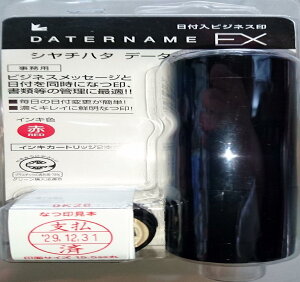 日付入ビジネス印
DATERNAME EX
シヤチハタ データ
事務用
ビジネスメッセージと
日付を同時になつ印、
書類等の管理に最適!!
■毎日の日付変更が簡単!
■濃くキレイに鮮明なつ印!
インキ色
赤
RED
インキカートリッジ2本
なつ印見本
支払
'29.12.31
済